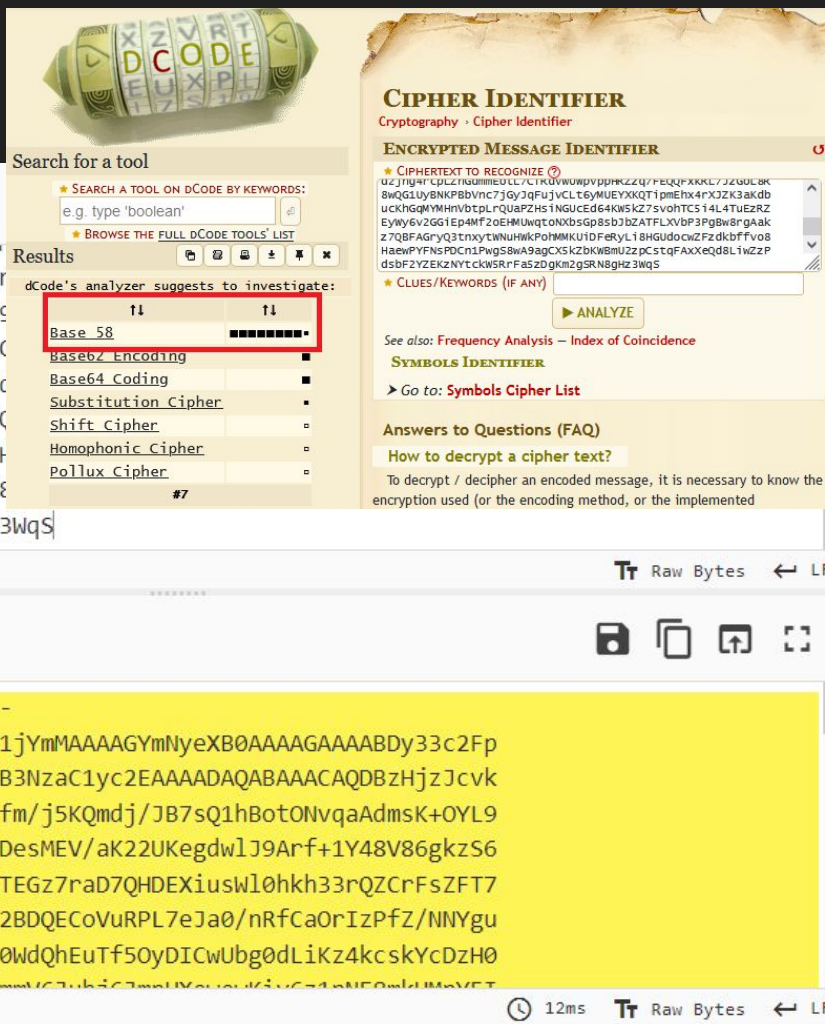 X Z V R T
D C O D E
E U X P L
Search for a tool
★ SEARCH A TOOL ON DCODE BY KEYWORDS:
e.g. type 'boolean'
★ BROWSE THE FULL DCODE TOOLS' LIST
Results
dCode's analyzer suggests to investigate:
↑↓ ↑↓
Base 58
Base62 Encoding
Base64 Coding
Substitution Cipher
Shift Cipher
Homophonic Cipher
Pollux Cipher
#7
CIPHER IDENTIFIER
Cryptography › Cipher Identifier
ENCRYPTED MESSAGE IDENTIFIER
★ CIPHERTEXT TO RECOGNIZE (?)
8wQG1UyBNKPBbVnc7jGyJqFujvCLt6yMUEYXKQTipmEhx4rXJZK3aKdb
ucKhGqMYMHnVbtpLrQUaPZHsiNGUcEd64KW5kZ7svohTC5i4L4TuEzRZ
EyWy6v2GGiEp4Mf2oEHMUwqtoNXbsGp8sbJbZATFLXVbP3PgBw8rgAak
z7QBFAGryQ3tnxytWNuHWkPohMMKUiDFeRyLi8HGUdocwZFzdkbffvo8
HaewPYFNsPDCn1PwgS8wA9agCX5kZbKWBmU2zpCstqFAxXeQd8LiwZzP
dsbF2YZEKzNYtckW5RrFaSzDgKm2gSRN8gHz3WqS
★ CLUES/KEYWORDS (IF ANY)
► ANALYZE
See also: Frequency Analysis — Index of Coincidence
SYMBOLS IDENTIFIER
➤ Go to: Symbols Cipher List
Answers to Questions (FAQ)
How to decrypt a cipher text?
To decrypt / decipher an encoded message, it is necessary to know the
encryption used (or the encoding method, or the implemented
3WqS
Tт Raw Bytes ↵ LF
-
1jYmMAAAAGYmNyeXB0AAAAGAAAABDy33c2Fp
B3NzaC1yc2EAAAADAQABAAACAQDBzHjzJcvk
fm/j5KQmdj/JB7sQ1hBotONvqaAdmsK+OYL9
DesMEV/aK22UKegdwlJ9Arf+1Y48V86gkzS6
TEGz7raD7QHDEXiusWl0hkh33rQZCrFsZFT7
2BDQECoVuRPL7eJa0/nRfCaOrIzPfZ/NNYgu
0WdQhEuTf5OyDICwUbg0dLiKz4kcskYcDzH0
12ms Tт Raw Bytes ↵ LF